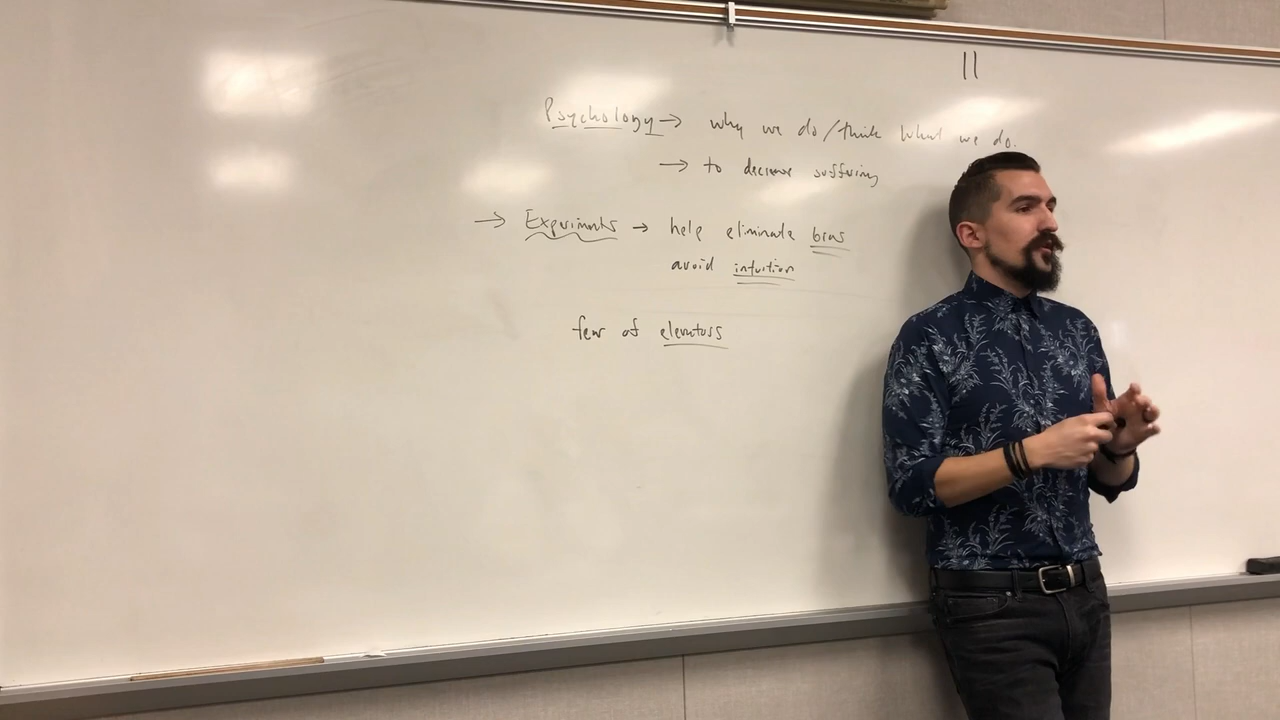 11
Psychology → why we do/think what we do.
→ to decrease suffering
→ Experiments → help eliminate bias
avoid intuition
fear of elevators